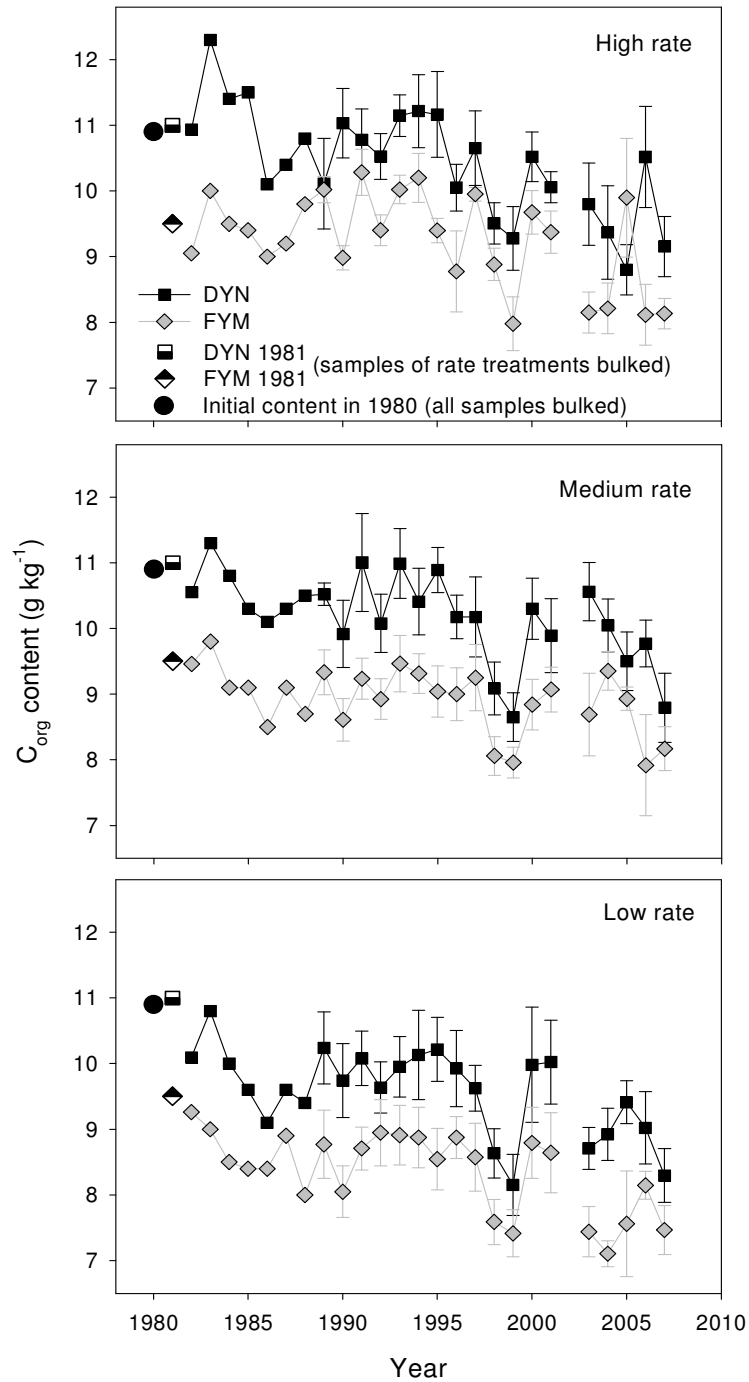 High rate
12
11
10
9
8
7
DYN
FYM
DYN 1981
FYM 1981
(samples of rate treatments bulked)
Initial content in 1980 (all samples bulked)
Medium rate
12
11
10
9
8
7
C_org content (g kg⁻¹)
Low rate
12
11
10
9
8
7
1980 1985 1990 1995 2000 2005 2010
Year